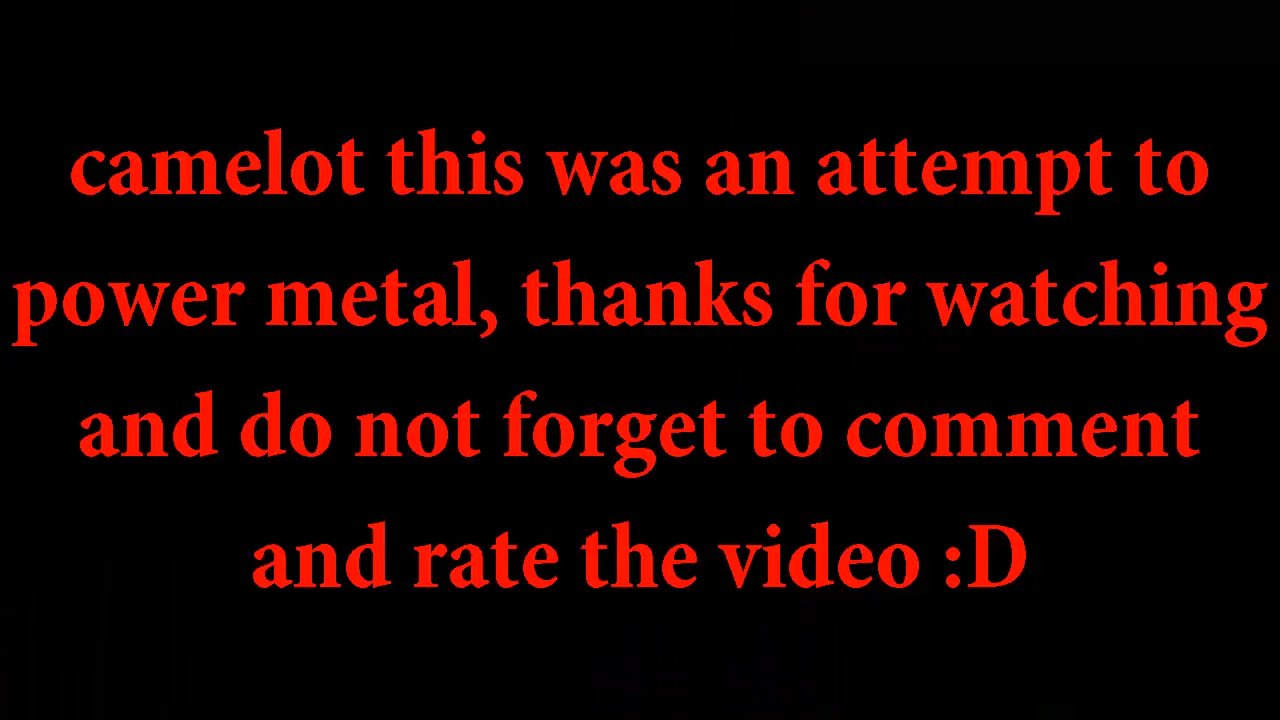 camelot this was an attempt to
power metal, thanks for watching
and do not forget to comment
and rate the video :D